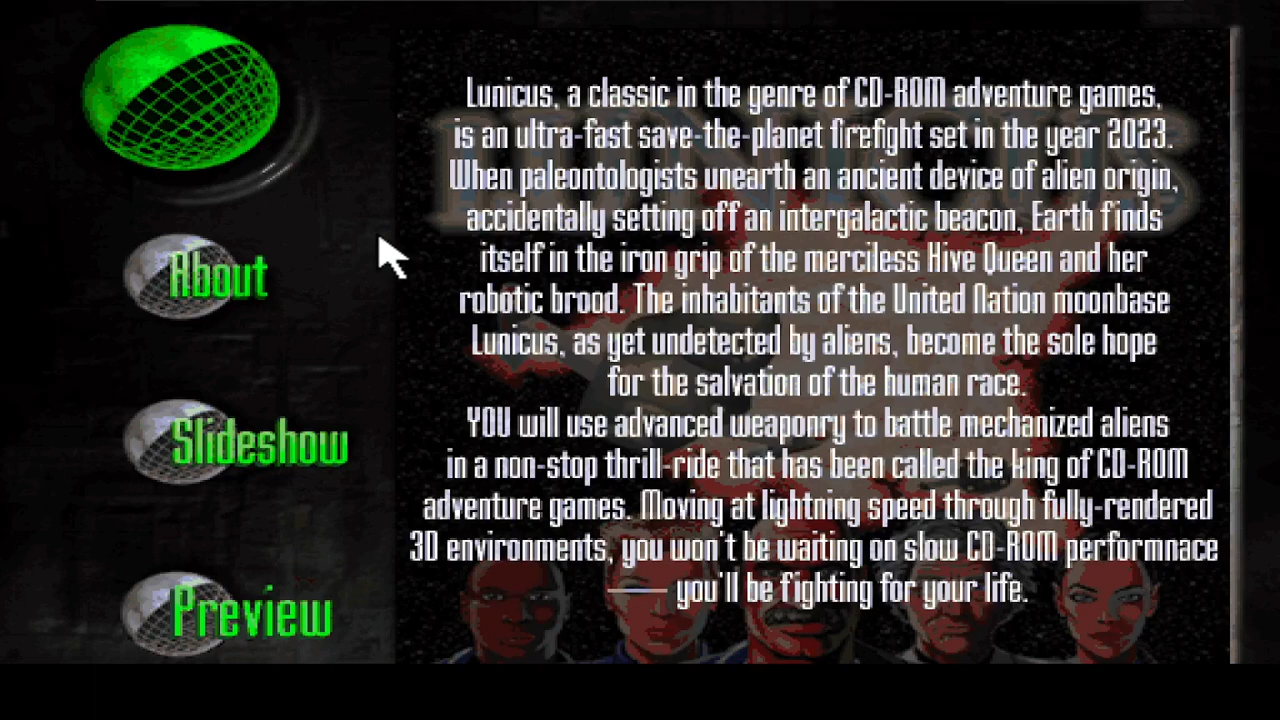 Lunicus, a classic in the genre of CD-ROM adventure games,
is an ultra-fast save-the-planet firefight set in the year 2023.
When paleontologists unearth an ancient device of alien origin,
accidentally setting off an intergalactic beacon, Earth finds
itself in the iron grip of the merciless Hive Queen and her
robotic brood. The inhabitants of the United Nation moonbase
Lunicus, as yet undetected by aliens, become the sole hope
for the salvation of the human race.
YOU will use advanced weaponry to battle mechanized aliens
in a non-stop thrill-ride that has been called the king of CD-ROM
adventure games. Moving at lightning speed through fully-rendered
3D environments, you won't be waiting on slow CD-ROM performnace
— you'll be fighting for your life.
About
Slideshow
Preview
LUNICUS